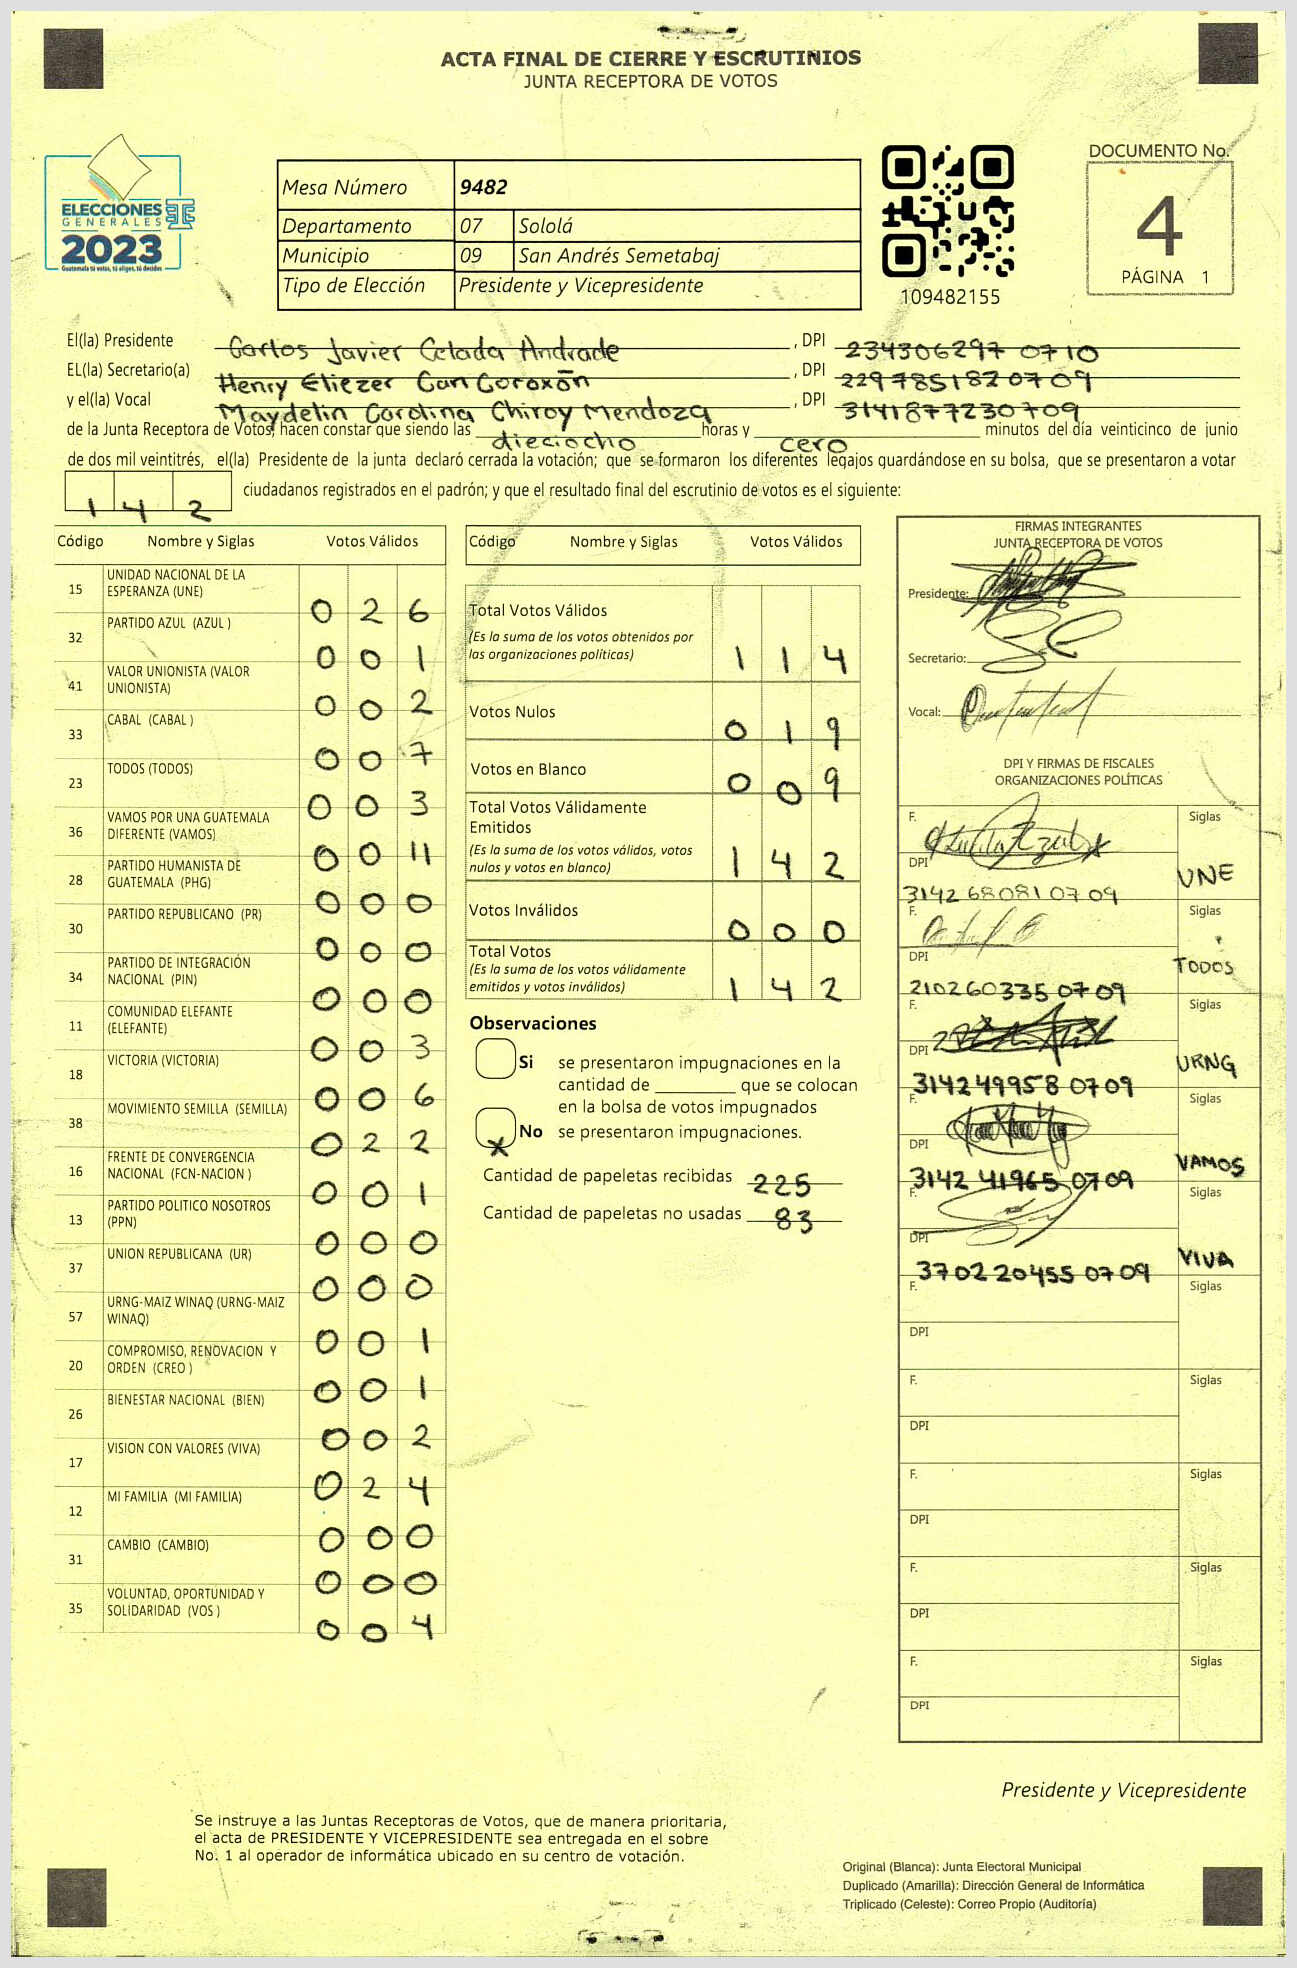 ACTA FINAL DE CIERRE Y ESCRUTINIOS
JUNTA RECEPTORA DE VOTOS
ELECCIONES
GENERALES
2023
Guatemala tú votas, tú eliges, tú decides
Mesa Número 9482
Departamento 07 Sololá
Municipio 09 San Andrés Semetabaj
Tipo de Elección Presidente y Vicepresidente
109482155
DOCUMENTO No.
4
PÁGINA 1
El(la) Presidente Carlos Javier Celada Andrade , DPI 234306297 0710
EL(la) Secretario(a) Henry Eliezer Can Coroxón , DPI 229785182 0709
y el(la) Vocal Maydelin Carolina Chiroy Mendoza , DPI 314187723 0709
de la Junta Receptora de Votos, hacen constar que siendo las dieciocho horas y cero minutos del día veinticinco de junio
de dos mil veintitrés, el(la) Presidente de la junta declaró cerrada la votación; que se formaron los diferentes legajos guardándose en su bolsa, que se presentaron a votar
1 4 2 ciudadanos registrados en el padrón; y que el resultado final del escrutinio de votos es el siguiente:
Código Nombre y Siglas Votos Válidos
15 UNIDAD NACIONAL DE LA
ESPERANZA (UNE) 0 2 6
32 PARTIDO AZUL (AZUL ) 0 0 1
41 VALOR UNIONISTA (VALOR
UNIONISTA) 0 0 2
33 CABAL (CABAL ) 0 0 7
23 TODOS (TODOS) 0 0 3
36 VAMOS POR UNA GUATEMALA
DIFERENTE (VAMOS) 0 0 11
28 PARTIDO HUMANISTA DE
GUATEMALA (PHG) 0 0 0
30 PARTIDO REPUBLICANO (PR) 0 0 0
34 PARTIDO DE INTEGRACIÓN
NACIONAL (PIN) 0 0 0
11 COMUNIDAD ELEFANTE
(ELEFANTE) 0 0 3
18 VICTORIA (VICTORIA) 0 0 6
38 MOVIMIENTO SEMILLA (SEMILLA) 0 2 2
16 FRENTE DE CONVERGENCIA
NACIONAL (FCN-NACION ) 0 0 1
13 PARTIDO POLITICO NOSOTROS
(PPN) 0 0 0
37 UNION REPUBLICANA (UR) 0 0 0
57 URNG-MAIZ WINAQ (URNG-MAIZ
WINAQ) 0 0 1
20 COMPROMISO, RENOVACION Y
ORDEN (CREO ) 0 0 1
26 BIENESTAR NACIONAL (BIEN) 0 0 2
17 VISION CON VALORES (VIVA) 0 2 4
12 MI FAMILIA (MI FAMILIA) 0 0 0
31 CAMBIO (CAMBIO) 0 0 0
35 VOLUNTAD, OPORTUNIDAD Y
SOLIDARIDAD (VOS ) 0 0 4
Código Nombre y Siglas Votos Válidos
Total Votos Válidos
(Es la suma de los votos obtenidos por
las organizaciones políticas) 1 1 4
Votos Nulos 0 1 9
Votos en Blanco 0 0 9
Total Votos Válidamente
Emitidos
(Es la suma de los votos válidos, votos
nulos y votos en blanco) 1 4 2
Votos Inválidos 0 0 0
Total Votos
(Es la suma de los votos válidamente
emitidos y votos inválidos) 1 4 2
Observaciones
Si se presentaron impugnaciones en la
cantidad de ________ que se colocan
en la bolsa de votos impugnados
x No se presentaron impugnaciones.
Cantidad de papeletas recibidas 225
Cantidad de papeletas no usadas 83
FIRMAS INTEGRANTES
JUNTA RECEPTORA DE VOTOS
Presidente:
Secretario:
Vocal:
DPI Y FIRMAS DE FISCALES
ORGANIZACIONES POLÍTICAS
F. Siglas
DPI UNE
3142 68081 0709
F. Siglas
DPI TODOS
210260335 0709
F. Siglas
DPI URNG
314249958 0709
F. Siglas
DPI VAMOS
3142 41965 0709
F. Siglas
DPI VIVA
370220455 0709
F. Siglas
DPI
F. Siglas
DPI
F. Siglas
DPI
F. Siglas
DPI
F. Siglas
DPI
Presidente y Vicepresidente
Se instruye a las Juntas Receptoras de Votos, que de manera prioritaria,
el acta de PRESIDENTE Y VICEPRESIDENTE sea entregada en el sobre
No. 1 al operador de informática ubicado en su centro de votación.
Original (Blanca): Junta Electoral Municipal
Duplicado (Amarilla): Dirección General de Informática
Triplicado (Celeste): Correo Propio (Auditoría)